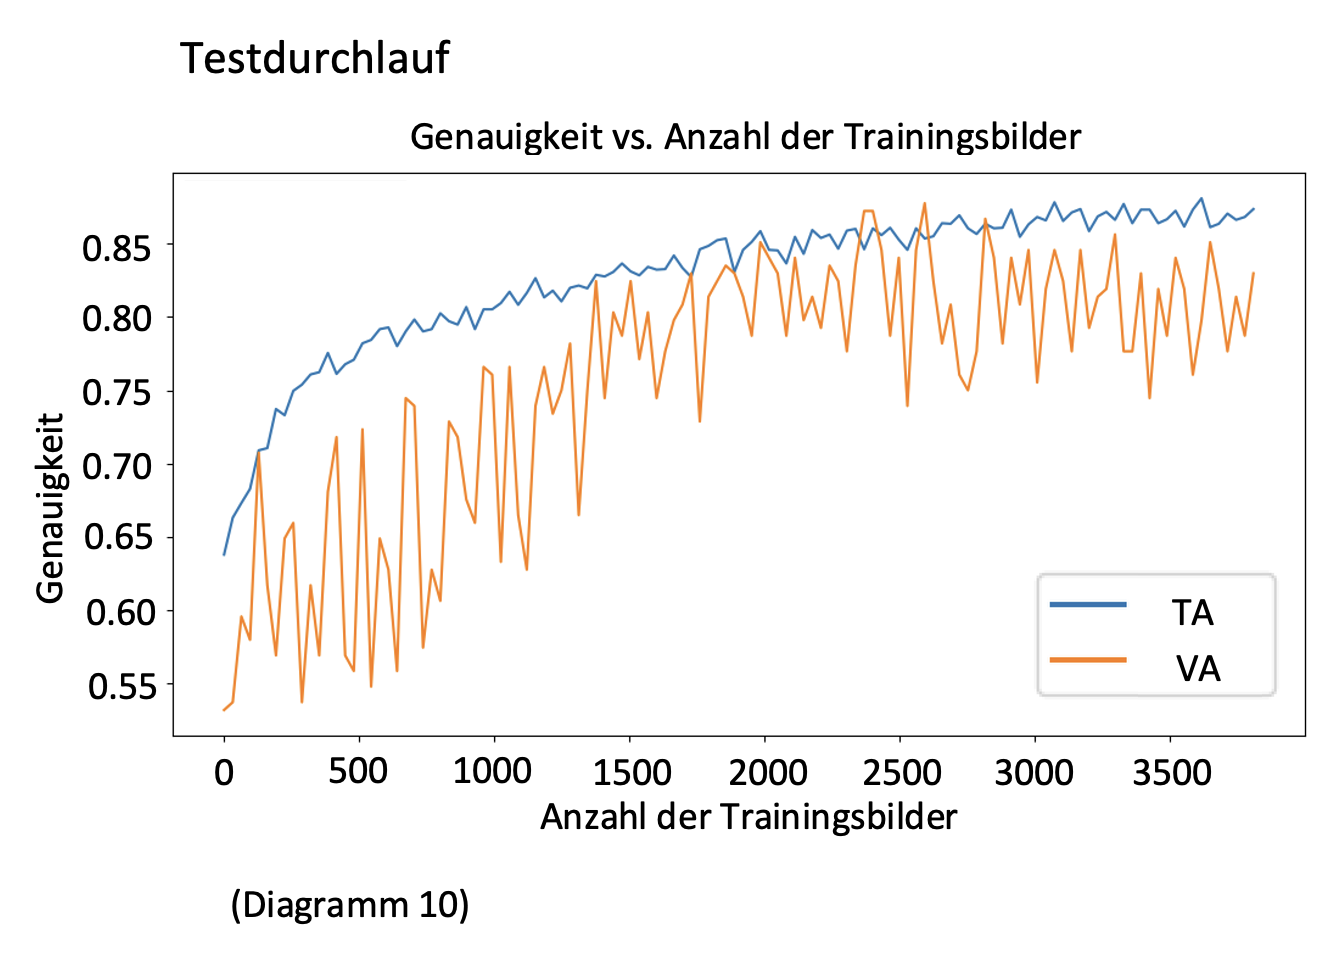 Testdurchlauf
Genauigkeit vs. Anzahl der Trainingsbilder
0.85
0.80
0.75
0.70
0.65
0.60
0.55
Genauigkeit
TA
VA
0 500 1000 1500 2000 2500 3000 3500
Anzahl der Trainingsbilder
(Diagramm 10)